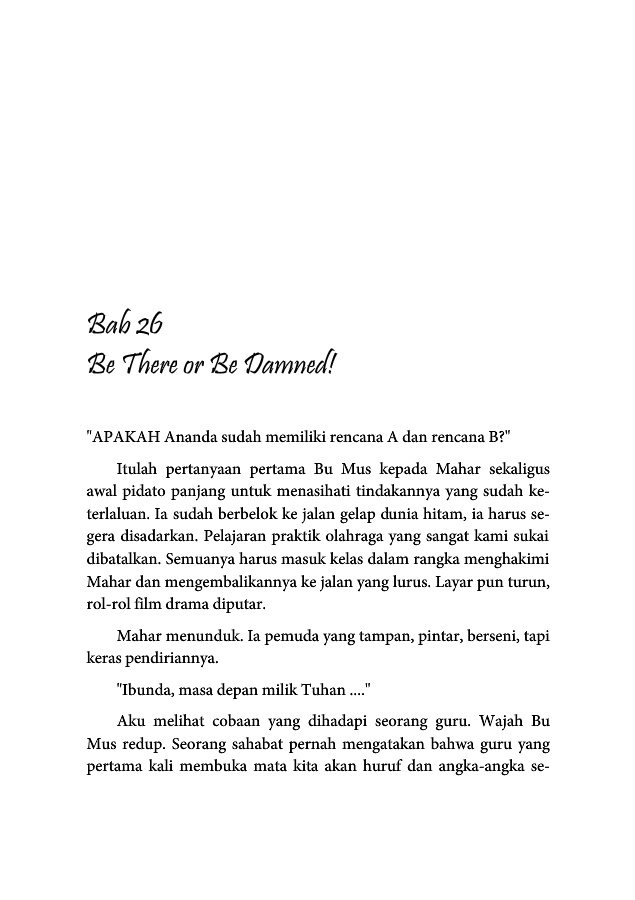 Bab 26
Be There or Be Damned!
"APAKAH Ananda sudah memiliki rencana A dan rencana B?"
Itulah pertanyaan pertama Bu Mus kepada Mahar sekaligus
awal pidato panjang untuk menasihati tindakannya yang sudah ke-
terlaluan. Ia sudah berbelok ke jalan gelap dunia hitam, ia harus se-
gera disadarkan. Pelajaran praktik olahraga yang sangat kami sukai
dibatalkan. Semuanya harus masuk kelas dalam rangka menghakimi
Mahar dan mengembalikannya ke jalan yang lurus. Layar pun turun,
rol-rol film drama diputar.
Mahar menunduk. Ia pemuda yang tampan, pintar, berseni, tapi
keras pendiriannya.
"Ibunda, masa depan milik Tuhan ...."
Aku melihat cobaan yang dihadapi seorang guru. Wajah Bu
Mus redup. Seorang sahabat pernah mengatakan bahwa guru yang
pertama kali membuka mata kita akan huruf dan angka-angka se-